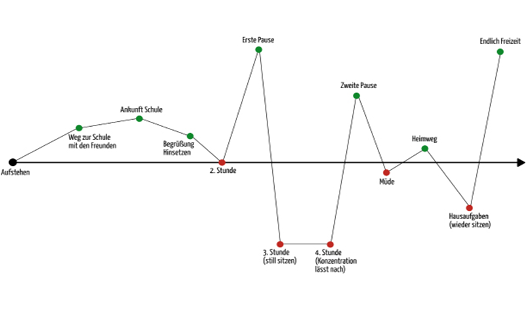 Aufstehen
Weg zur Schule
mit den Freunden
Ankunft Schule
Begrüßung
Hinsetzen
2. Stunde
Erste Pause
3. Stunde
(still sitzen)
4. Stunde
(Konzentration
lässt nach)
Zweite Pause
Müde
Heimweg
Hausaufgaben
(wieder sitzen)
Endlich Freizeit